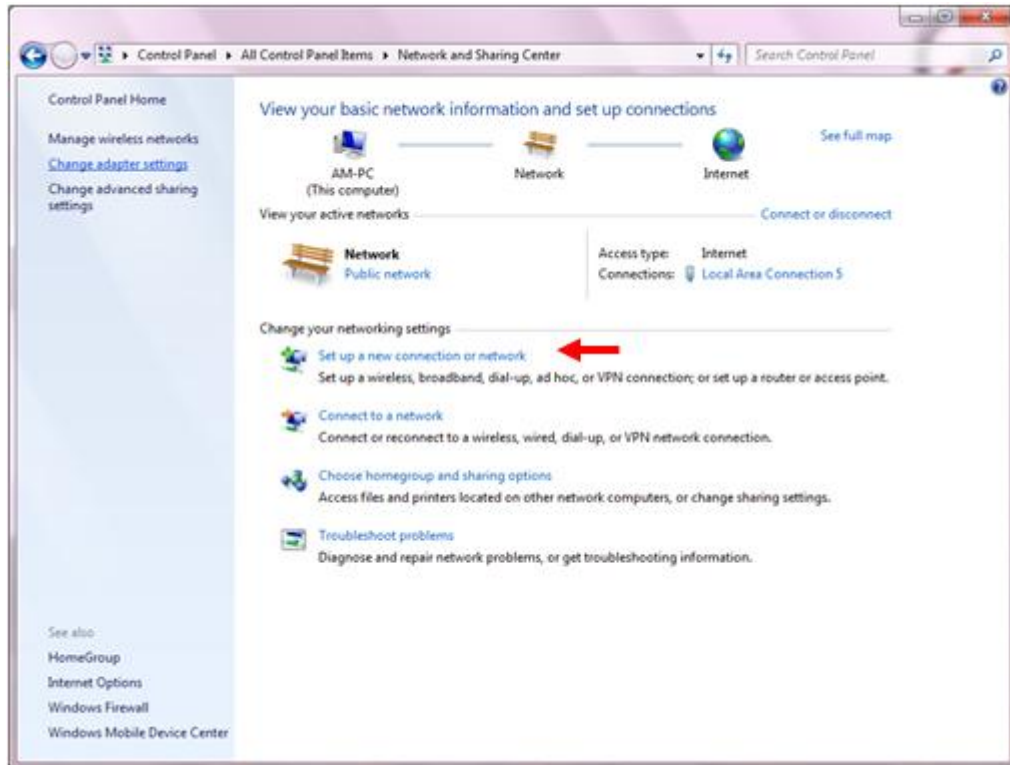 Control Panel ▸ All Control Panel Items ▸ Network and Sharing Center
Search Control Panel
Control Panel Home
Manage wireless networks
Change adapter settings
Change advanced sharing
settings
See also
HomeGroup
Internet Options
Windows Firewall
Windows Mobile Device Center
View your basic network information and set up connections
See full map
AM-PC
(This computer)
Network
Internet
View your active networks
Connect or disconnect
Network
Public network
Access type: Internet
Connections: Local Area Connection 5
Change your networking settings
Set up a new connection or network
Set up a wireless, broadband, dial-up, ad hoc, or VPN connection; or set up a router or access point.
Connect to a network
Connect or reconnect to a wireless, wired, dial-up, or VPN network connection.
Choose homegroup and sharing options
Access files and printers located on other network computers, or change sharing settings.
Troubleshoot problems
Diagnose and repair network problems, or get troubleshooting information.